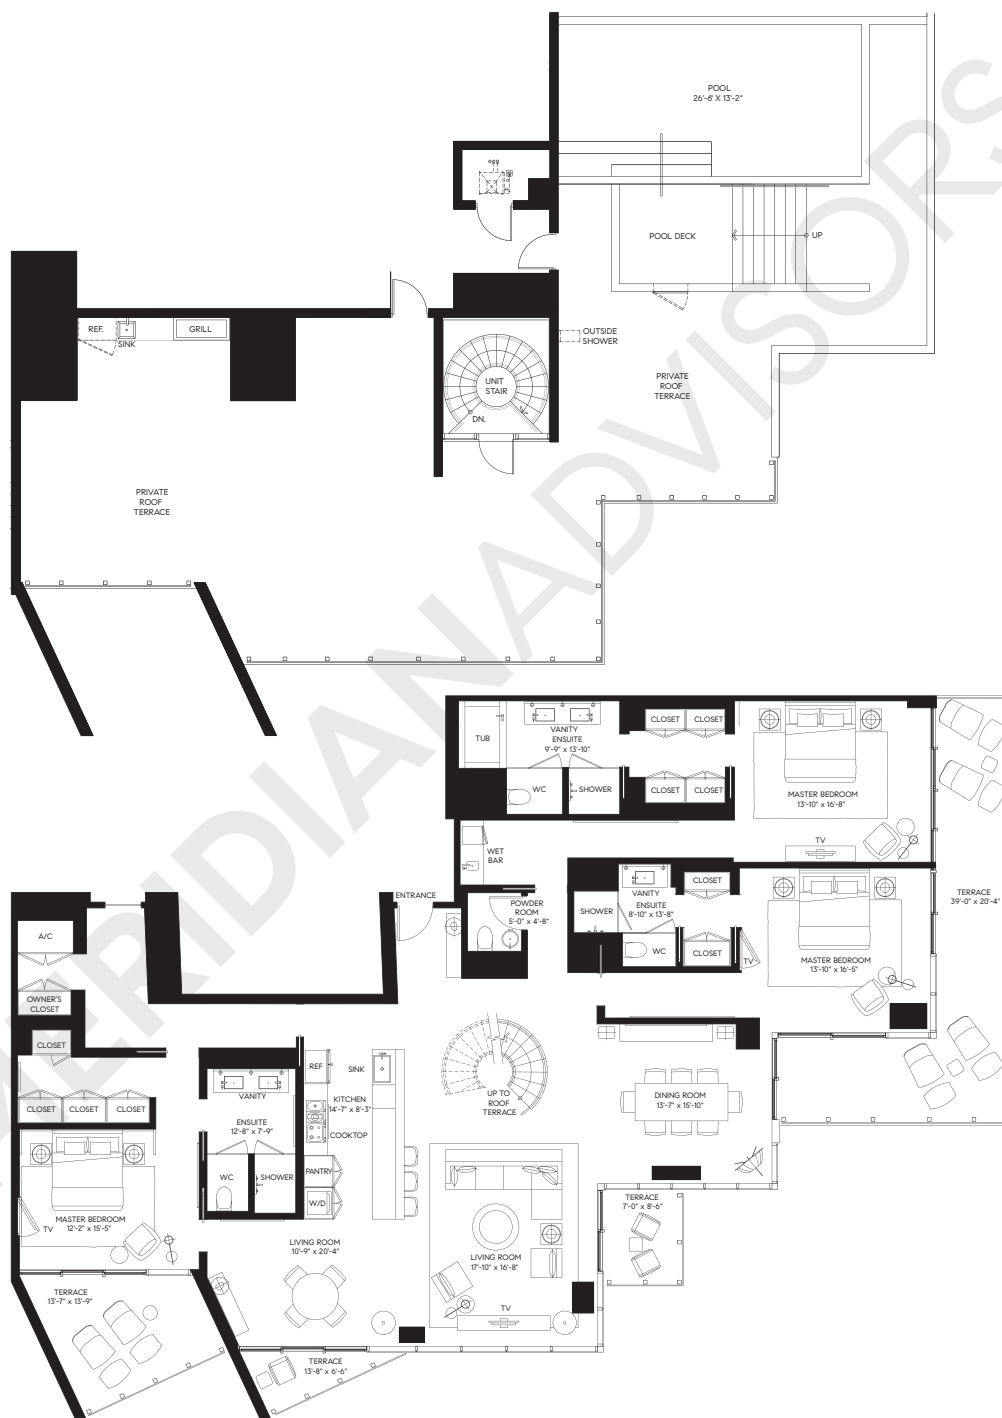 POOL
26'-6' X 13'-2"
POOL DECK
UP
REF.
SINK
GRILL
OUTSIDE
SHOWER
UNIT
STAIR
DN.
PRIVATE
ROOF
TERRACE
PRIVATE
ROOF
TERRACE
MERIDIANADVISORS
TUB
VANITY
ENSUITE
9'-9" x 13'-10"
CLOSET
CLOSET
WC
SHOWER
CLOSET
CLOSET
MASTER BEDROOM
13'-10" x 16'-8"
TV
WET
BAR
ENTRANCE
POWDER
ROOM
5'-0" x 4'-8"
SHOWER
VANITY
ENSUITE
8'-10" x 13'-8"
WC
CLOSET
CLOSET
TV
MASTER BEDROOM
13'-10" x 16'-5"
TERRACE
39'-0" x 20'-4"
A/C
OWNER'S
CLOSET
CLOSET
CLOSET
CLOSET
CLOSET
VANITY
ENSUITE
12'-8" x 7'-9"
WC
SHOWER
REF
SINK
KITCHEN
14'-7" x 8'-3"
COOKTOP
PANTRY
W/D
UP TO
ROOF
TERRACE
DINING ROOM
13'-7" x 15'-10"
MASTER BEDROOM
12'-2" x 15'-5"
TV
LIVING ROOM
10'-9" x 20'-4"
LIVING ROOM
17'-10" x 16'-8"
TV
TERRACE
7'-0" x 8'-6"
TERRACE
13'-7" x 13'-9"
TERRACE
13'-8" x 6'-6"